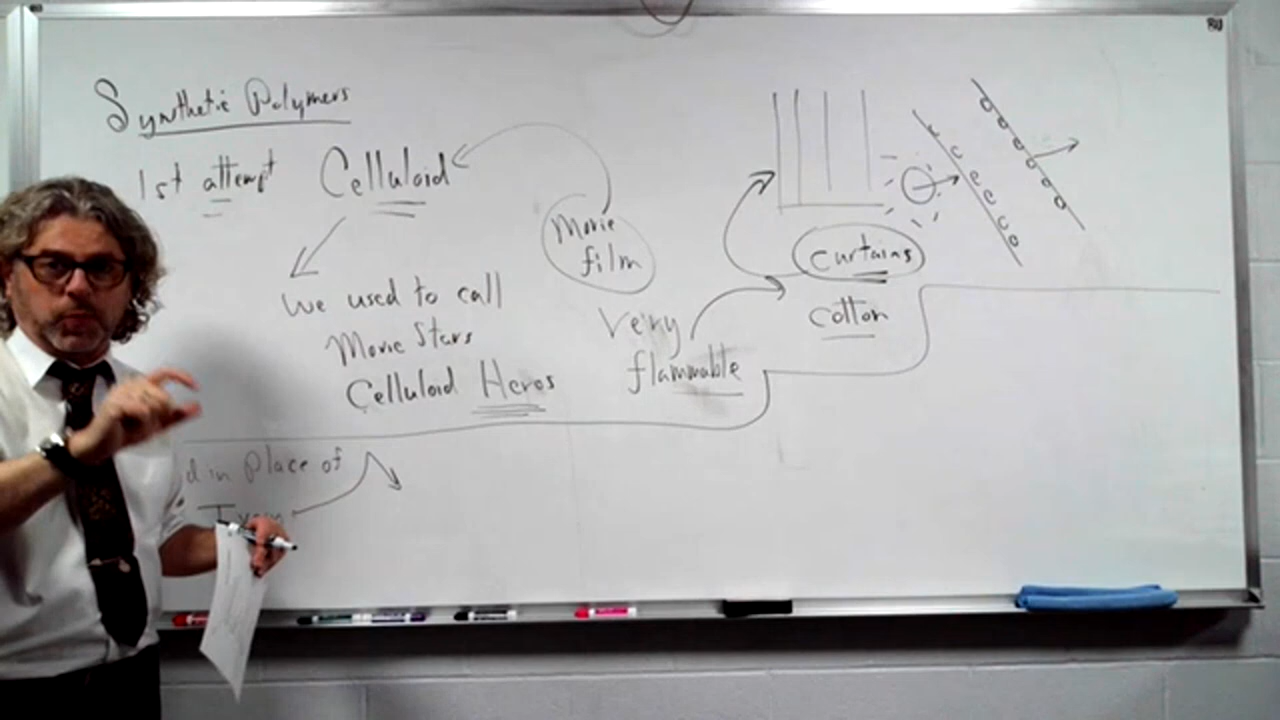 Synthetic Polymers
1st attempt Celluloid
Movie
film
we used to call
Movie Stars
Celluloid Heros
Very
flammable
curtains
cotton
d in place of
RU